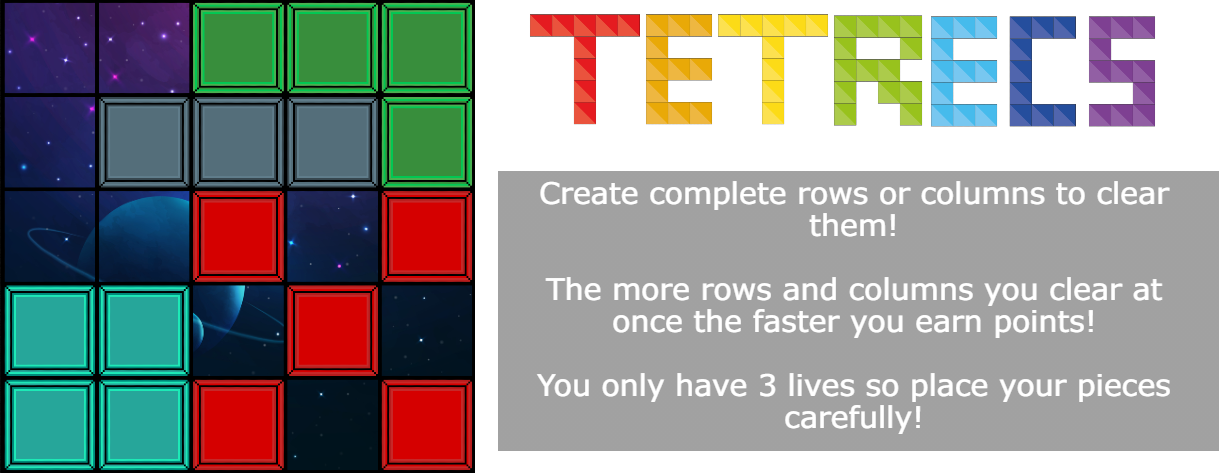 TETRECS
Create complete rows or columns to clear
them!
The more rows and columns you clear at
once the faster you earn points!
You only have 3 lives so place your pieces
carefully!